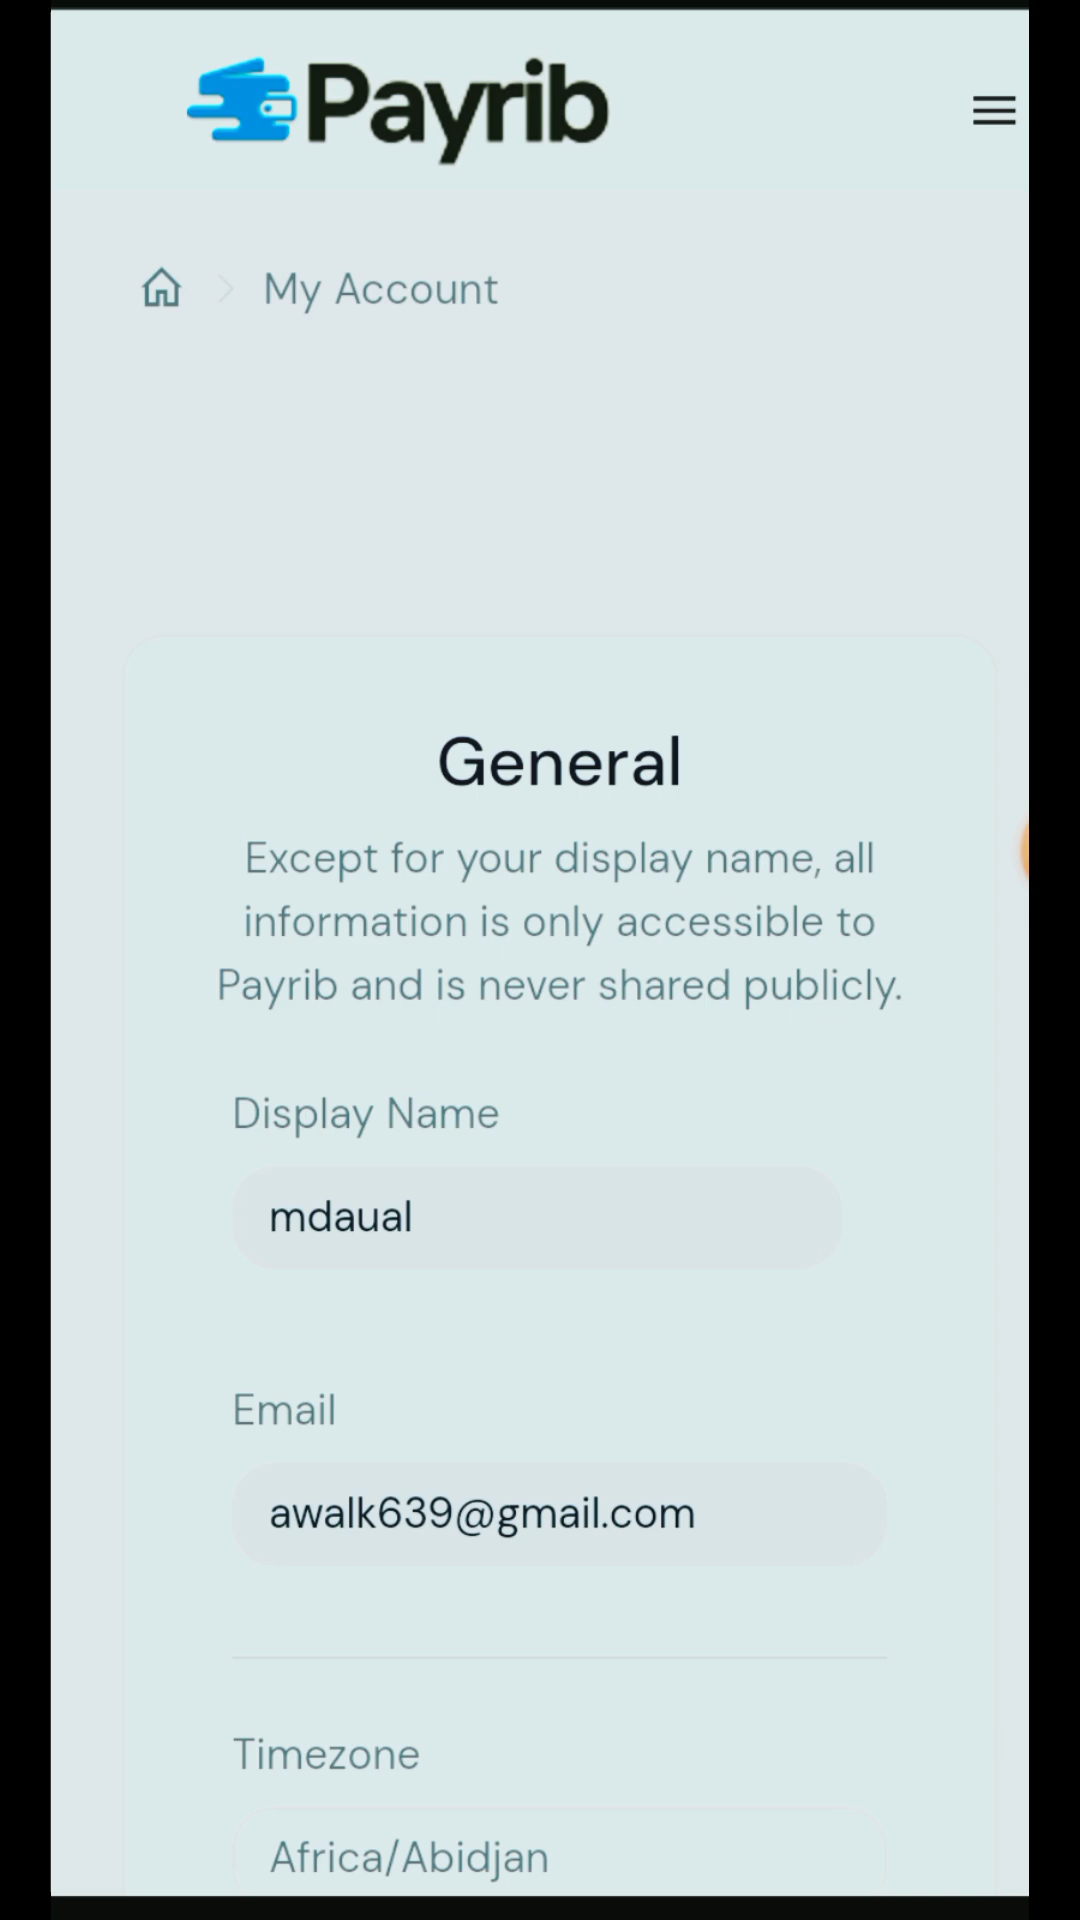 Payrib
My Account
General
Except for your display name, all
information is only accessible to
Payrib and is never shared publicly.
Display Name
mdaual
Email
awalk639@gmail.com
Timezone
Africa/Abidjan